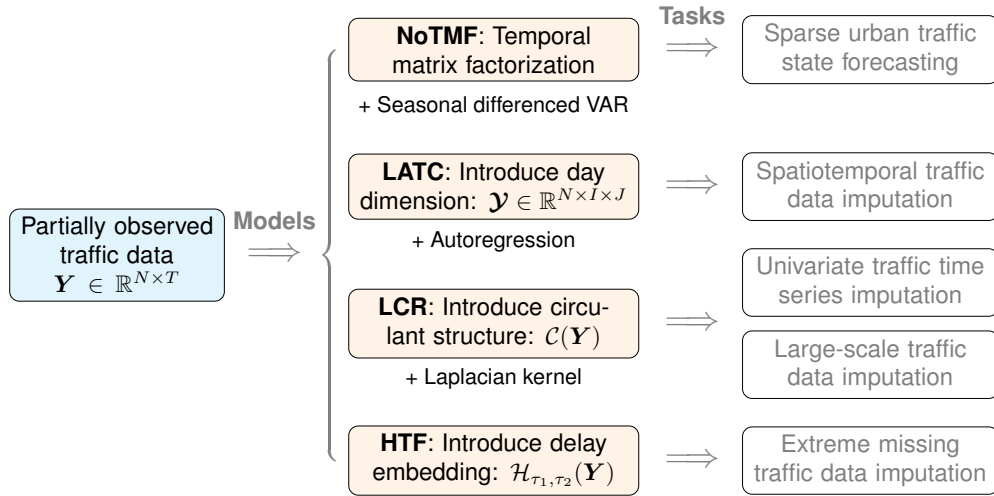 Partially observed
traffic data
Y ∈ ℝ^{N×T}
Models
NoTMF: Temporal
matrix factorization
+ Seasonal differenced VAR
LATC: Introduce day
dimension: 𝓨 ∈ ℝ^{N×I×J}
+ Autoregression
LCR: Introduce circu-
lant structure: 𝒞(Y)
+ Laplacian kernel
HTF: Introduce delay
embedding: ℋ_{τ₁,τ₂}(Y)
Tasks
Sparse urban traffic
state forecasting
Spatiotemporal traffic
data imputation
Univariate traffic time
series imputation
Large-scale traffic
data imputation
Extreme missing
traffic data imputation